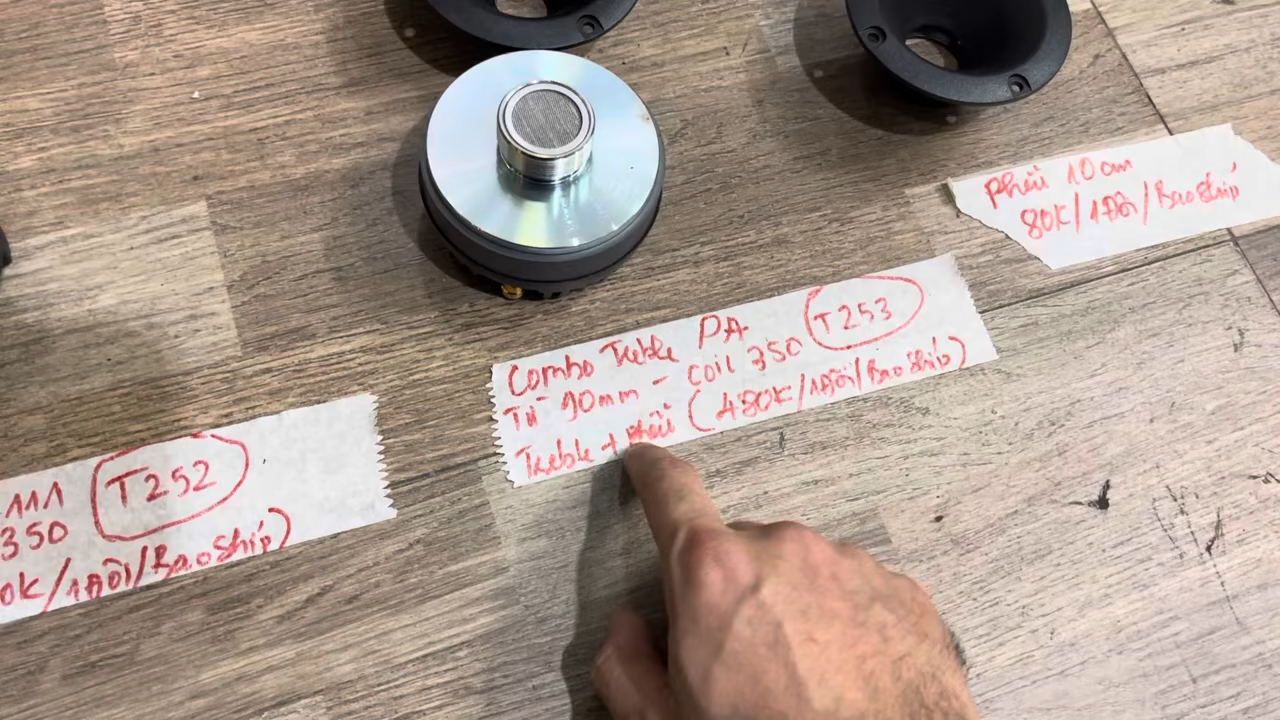 phễu 10cm
80K/1Đôi/Bao Ship
Combo Treble PA
Từ 90mm - coil 350
T253
Treble + phễu (480K/1Đôi/Bao Ship)
111
350
T252
0K/1Đôi/Bao Ship)